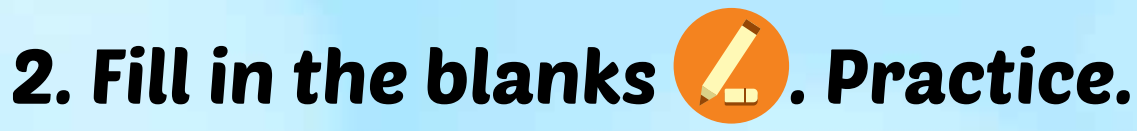 2. Fill in the blanks . Practice.